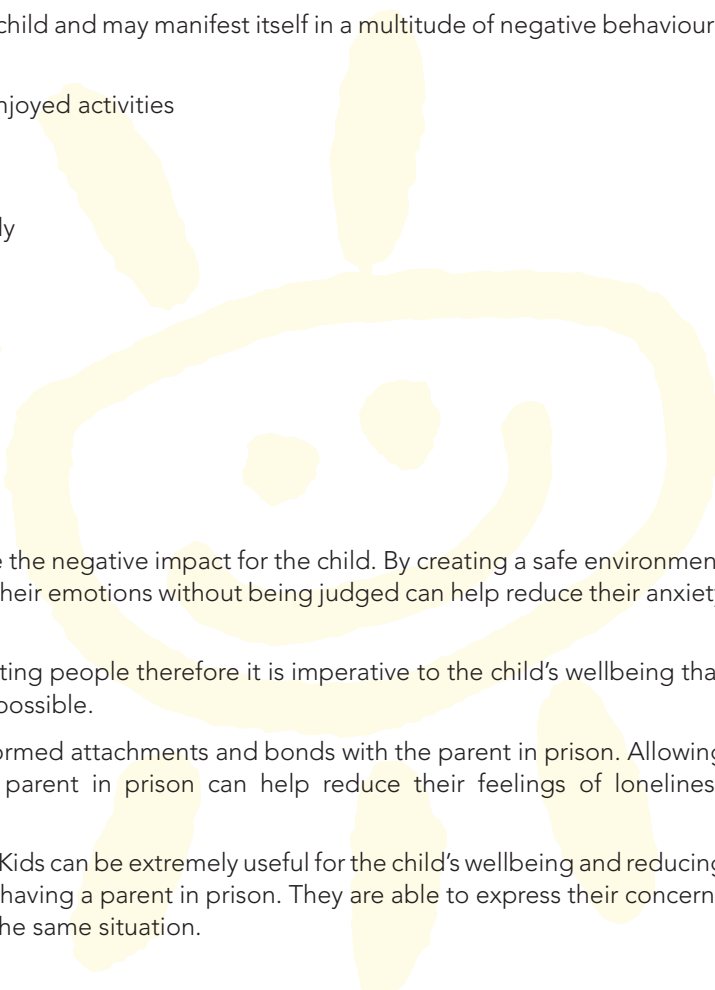 child and may manifest itself in a multitude of negative behaviour
njoyed activities
ly
e the negative impact for the child. By creating a safe environmen
heir emotions without being judged can help reduce their anxiety
ting people therefore it is imperative to the child's wellbeing tha
possible.
ormed attachments and bonds with the parent in prison. Allowing
parent in prison can help reduce their feelings of lonelines
Kids can be extremely useful for the child's wellbeing and reducing
having a parent in prison. They are able to express their concern
he same situation.